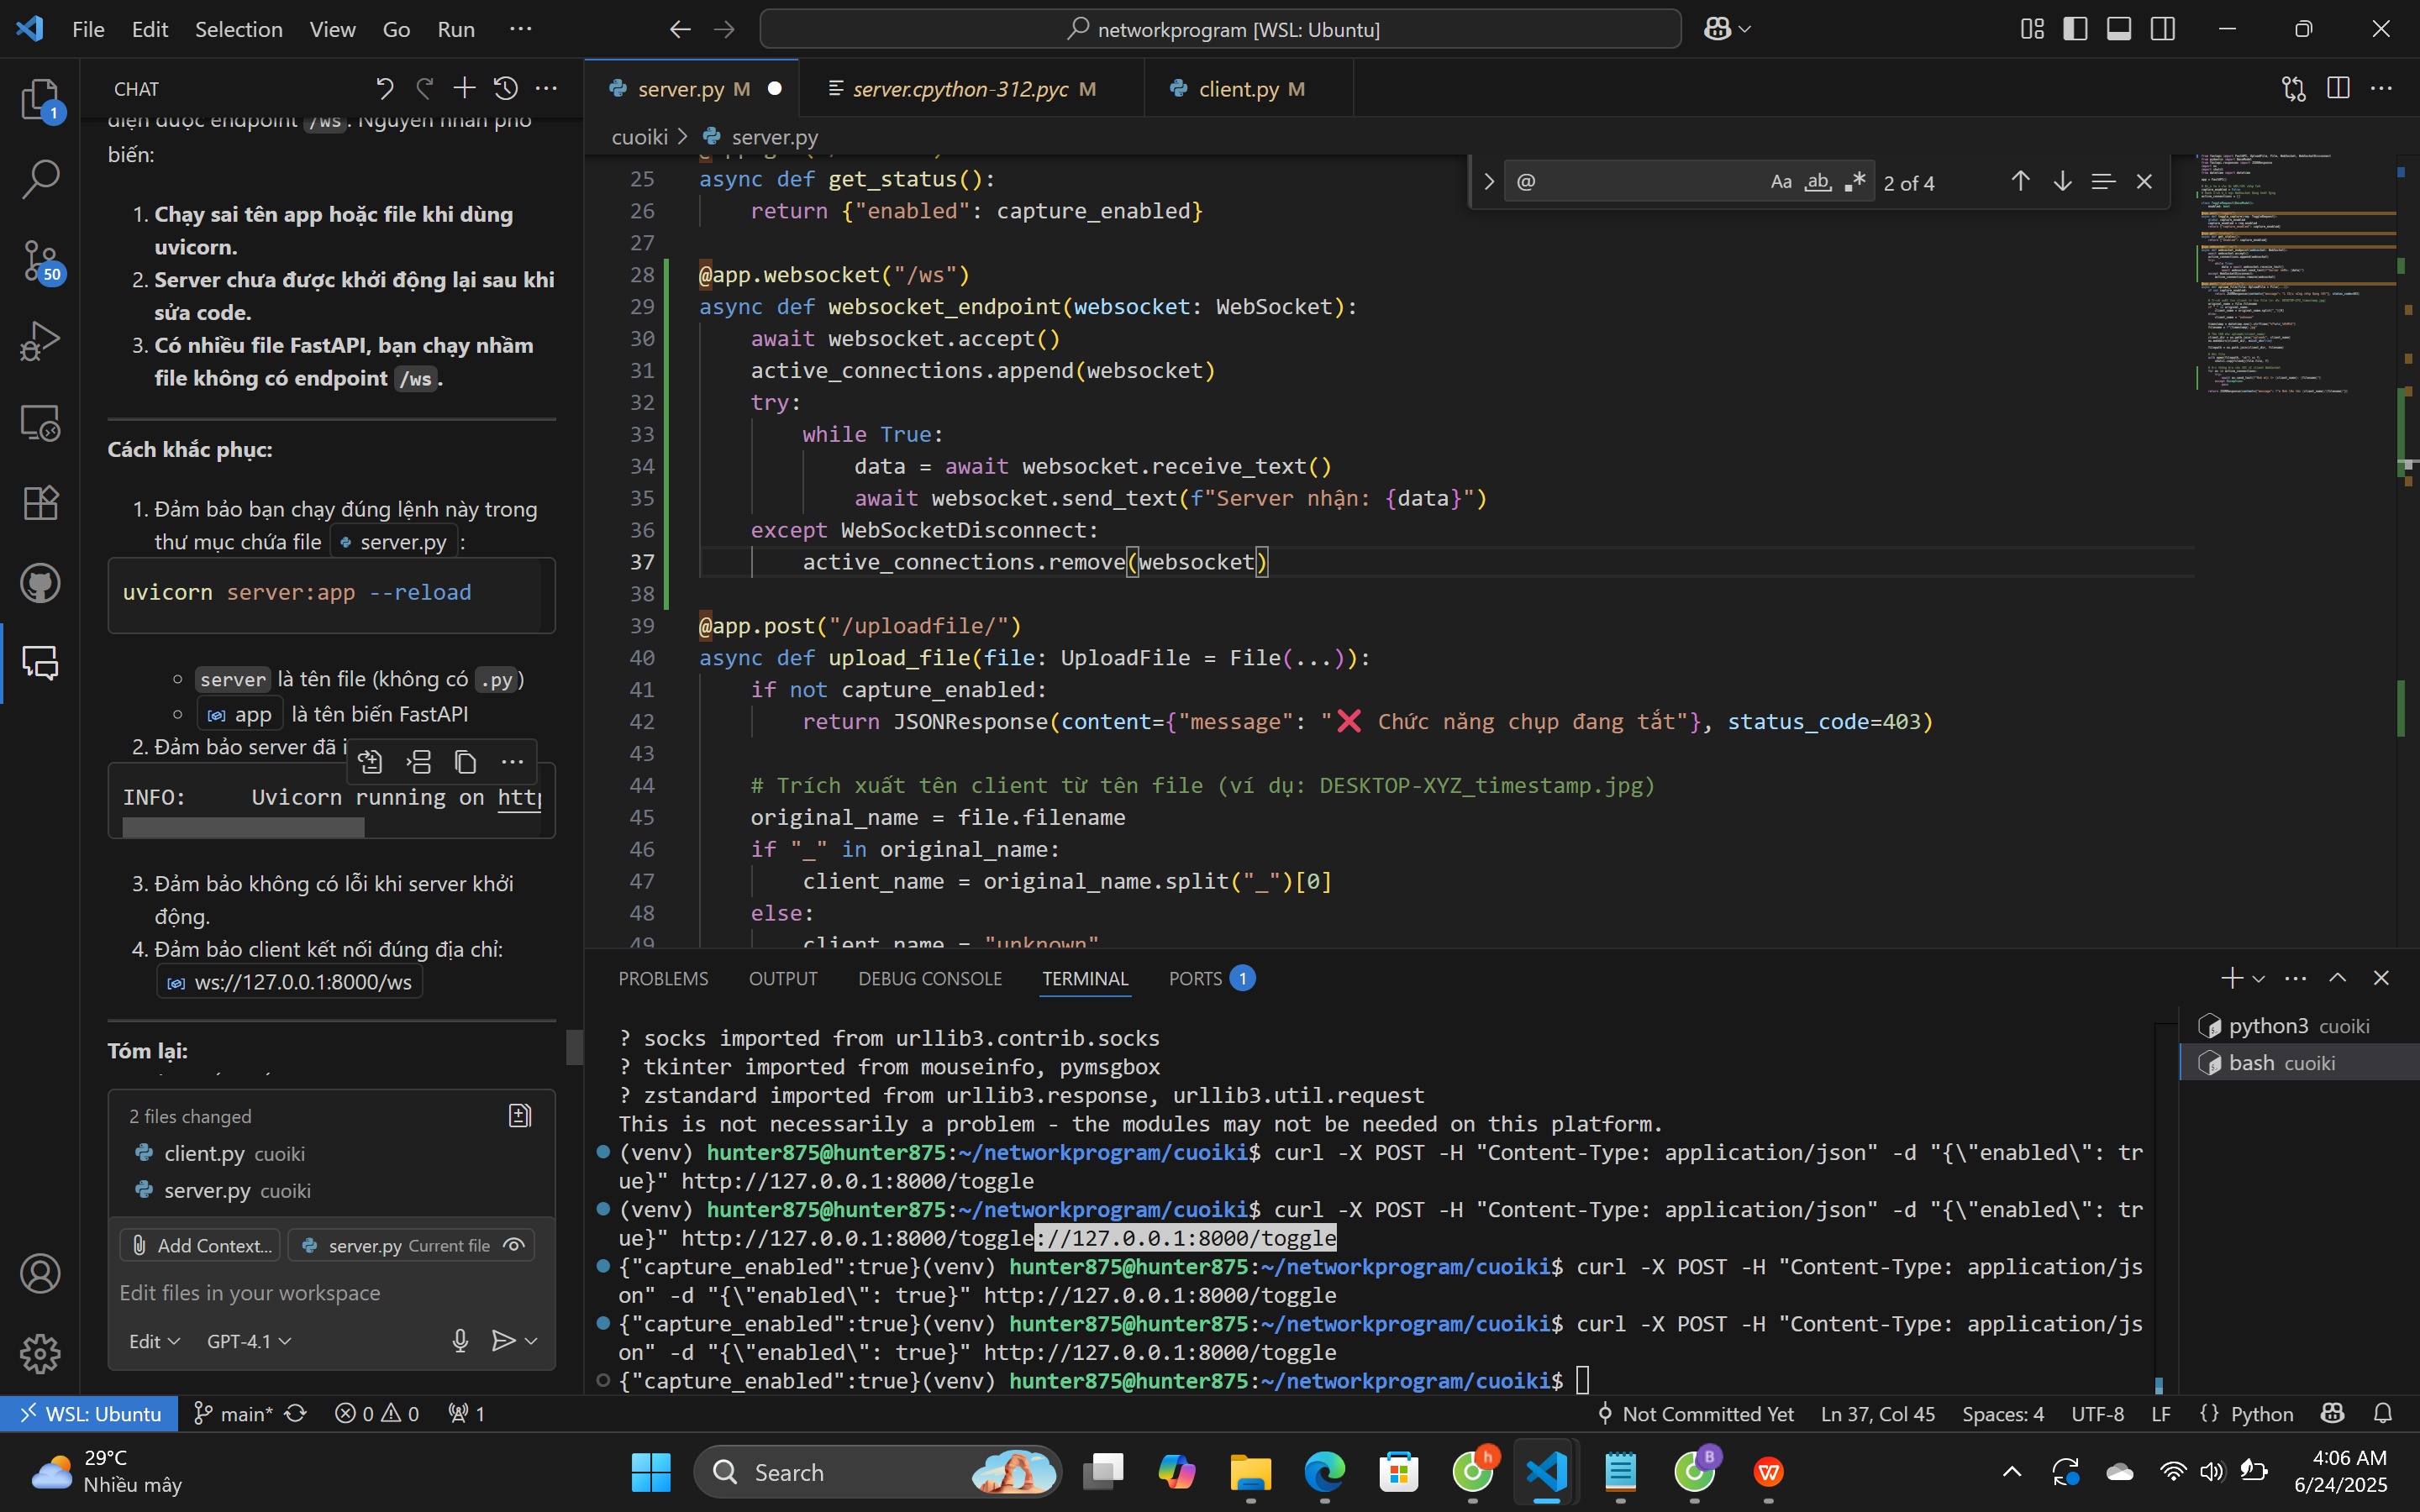 File Edit Selection View Go Run ···
networkprogram [WSL: Ubuntu]
CHAT
server.py M
server.cpython-312.pyc M
client.py M
cuoiki > server.py
1
50
diện được endpoint /ws. Nguyên nhân phổ
biến:
1. Chạy sai tên app hoặc file khi dùng
uvicorn.
2. Server chưa được khởi động lại sau khi
sửa code.
3. Có nhiều file FastAPI, bạn chạy nhầm
file không có endpoint /ws.
Cách khắc phục:
1. Đảm bảo bạn chạy đúng lệnh này trong
thư mục chứa file server.py :
uvicorn server:app --reload
server là tên file (không có .py)
app là tên biến FastAPI
2. Đảm bảo server đã i
INFO: Uvicorn running on http
3. Đảm bảo không có lỗi khi server khởi
động.
4. Đảm bảo client kết nối đúng địa chỉ:
ws://127.0.0.1:8000/ws
Tóm lại:
2 files changed
client.py cuoiki
server.py cuoiki
Add Context... server.py Current file
Edit files in your workspace
Edit GPT-4.1
@ Aa ab .* 2 of 4
25 async def get_status():
26 return {"enabled": capture_enabled}
27
28 @app.websocket("/ws")
29 async def websocket_endpoint(websocket: WebSocket):
30 await websocket.accept()
31 active_connections.append(websocket)
32 try:
33 while True:
34 data = await websocket.receive_text()
35 await websocket.send_text(f"Server nhận: {data}")
36 except WebSocketDisconnect:
37 active_connections.remove(websocket)
38
39 @app.post("/uploadfile/")
40 async def upload_file(file: UploadFile = File(...)):
41 if not capture_enabled:
42 return JSONResponse(content={"message": "❌ Chức năng chụp đang tắt"}, status_code=403)
43
44 # Trích xuất tên client từ tên file (ví dụ: DESKTOP-XYZ_timestamp.jpg)
45 original_name = file.filename
46 if "_" in original_name:
47 client_name = original_name.split("_")[0]
48 else:
49 client_name = "unknown"
PROBLEMS OUTPUT DEBUG CONSOLE TERMINAL PORTS 1
? socks imported from urllib3.contrib.socks
? tkinter imported from mouseinfo, pymsgbox
? zstandard imported from urllib3.response, urllib3.util.request
This is not necessarily a problem - the modules may not be needed on this platform.
(venv) hunter875@hunter875:~/networkprogram/cuoiki$ curl -X POST -H "Content-Type: application/json" -d "{\"enabled\": tr
ue}" http://127.0.0.1:8000/toggle
(venv) hunter875@hunter875:~/networkprogram/cuoiki$ curl -X POST -H "Content-Type: application/json" -d "{\"enabled\": tr
ue}" http://127.0.0.1:8000/toggle://127.0.0.1:8000/toggle
{"capture_enabled":true}(venv) hunter875@hunter875:~/networkprogram/cuoiki$ curl -X POST -H "Content-Type: application/js
on" -d "{\"enabled\": true}" http://127.0.0.1:8000/toggle
{"capture_enabled":true}(venv) hunter875@hunter875:~/networkprogram/cuoiki$ curl -X POST -H "Content-Type: application/js
on" -d "{\"enabled\": true}" http://127.0.0.1:8000/toggle
{"capture_enabled":true}(venv) hunter875@hunter875:~/networkprogram/cuoiki$
python3 cuoiki
bash cuoiki
WSL: Ubuntu main* 0 0 1
Not Committed Yet Ln 37, Col 45 Spaces: 4 UTF-8 LF {} Python
29°C
Nhiều mây
Search
h
B
4:06 AM
6/24/2025